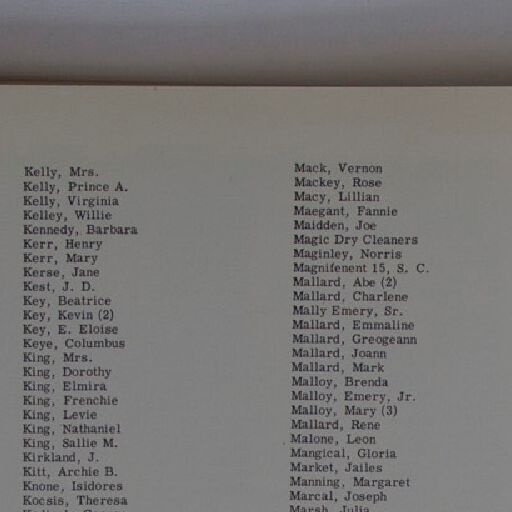 Kelly, Mrs.
Kelly, Prince A.
Kelly, Virginia
Kelley, Willie
Kennedy, Barbara
Kerr, Henry
Kerr, Mary
Kerse, Jane
Kest, J. D.
Key, Beatrice
Key, Kevin (2)
Key, E. Eloise
Keye, Columbus
King, Mrs.
King, Dorothy
King, Elmira
King, Frenchie
King, Levie
King, Nathaniel
King, Sallie M.
Kirkland, J.
Kitt, Archie B.
Knone, Isidores
Kocsis, Theresa
Mack, Vernon
Mackey, Rose
Macy, Lillian
Maegant, Fannie
Maidden, Joe
Magic Dry Cleaners
Maginley, Norris
Magnifenent 15, S. C.
Mallard, Abe (2)
Mallard, Charlene
Mally Emery, Sr.
Mallard, Emmaline
Mallard, Greogeann
Mallard, Joann
Mallard, Mark
Malloy, Brenda
Malloy, Emery, Jr.
Malloy, Mary (3)
Mallard, Rene
Malone, Leon
Mangical, Gloria
Market, Jailes
Manning, Margaret
Marcal, Joseph
Marsh, Julia